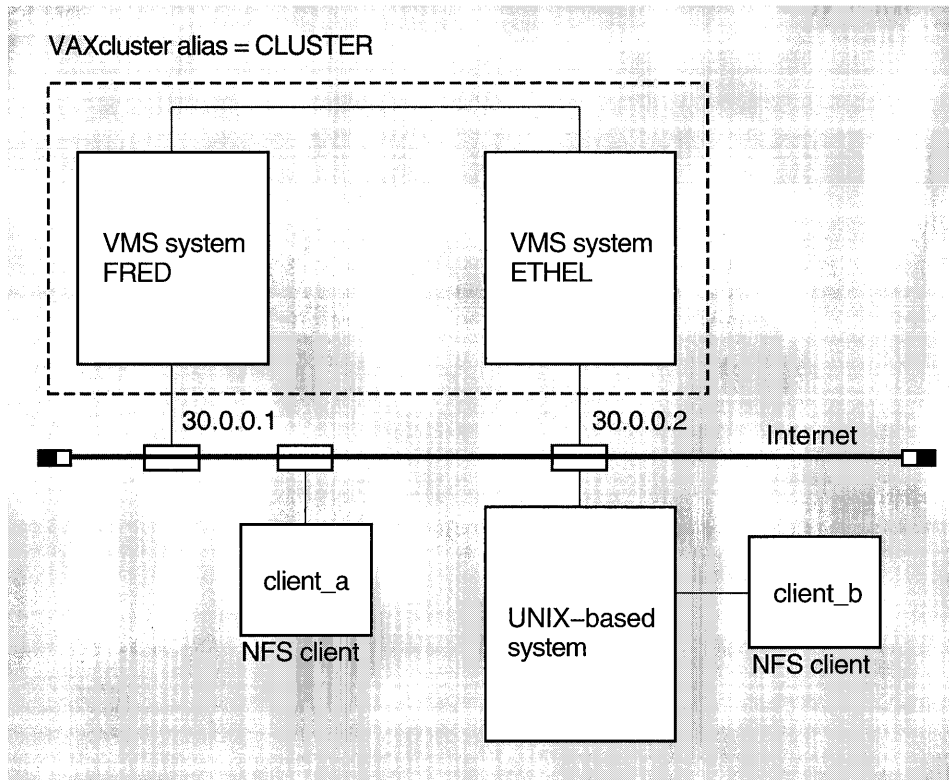 VAXcluster alias = CLUSTER
VMS system
FRED
VMS system
ETHEL
30.0.0.1
30.0.0.2
Internet
client_a
NFS client
UNIX–based
system
client_b
NFS client